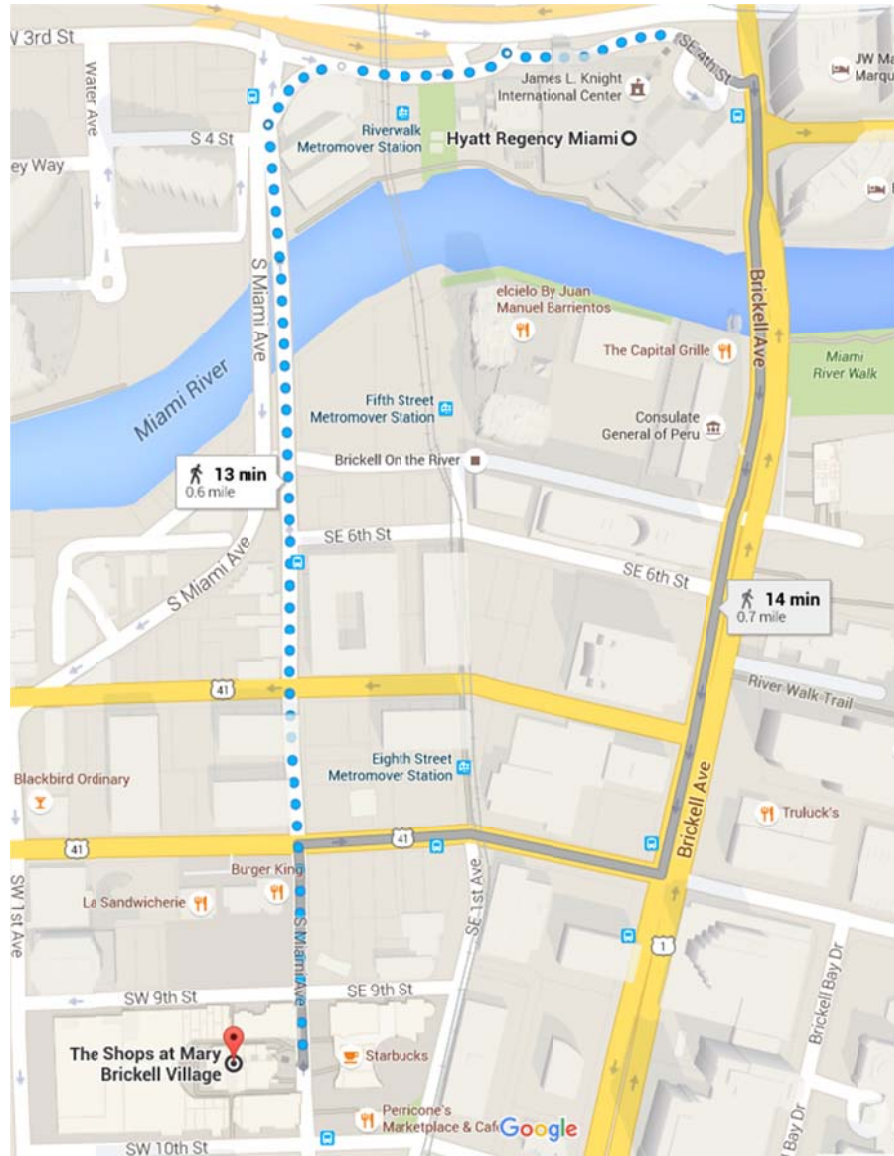 W 3rd St
Water Ave
SE 4th St
JW Ma
Marqu
James L. Knight
International Center
Riverwalk
Metromover Station
Hyatt Regency Miami
S 4 St
ey Way
S Miami Ave
elcielo By Juan
Manuel Barrientos
Brickell Ave
The Capital Grille
Miami
River Walk
Miami River
Fifth Street
Metromover Station
Consulate
General of Peru
Brickell On the River
13 min
0.6 mile
SE 6th St
SE 6th St
S Miami Ave
14 min
0.7 mile
41
River Walk Trail
Eighth Street
Metromover Station
Blackbird Ordinary
Truluck's
Brickell Ave
41
41
Burger King
La Sandwicherie
SW 1st Ave
S Miami Ave
SE 1st Ave
1
Brickell Bay Dr
SW 9th St
SE 9th St
The Shops at Mary
Brickell Village
Starbucks
Perricone's
Marketplace & Café
Google
SW 10th St
Bay Dr